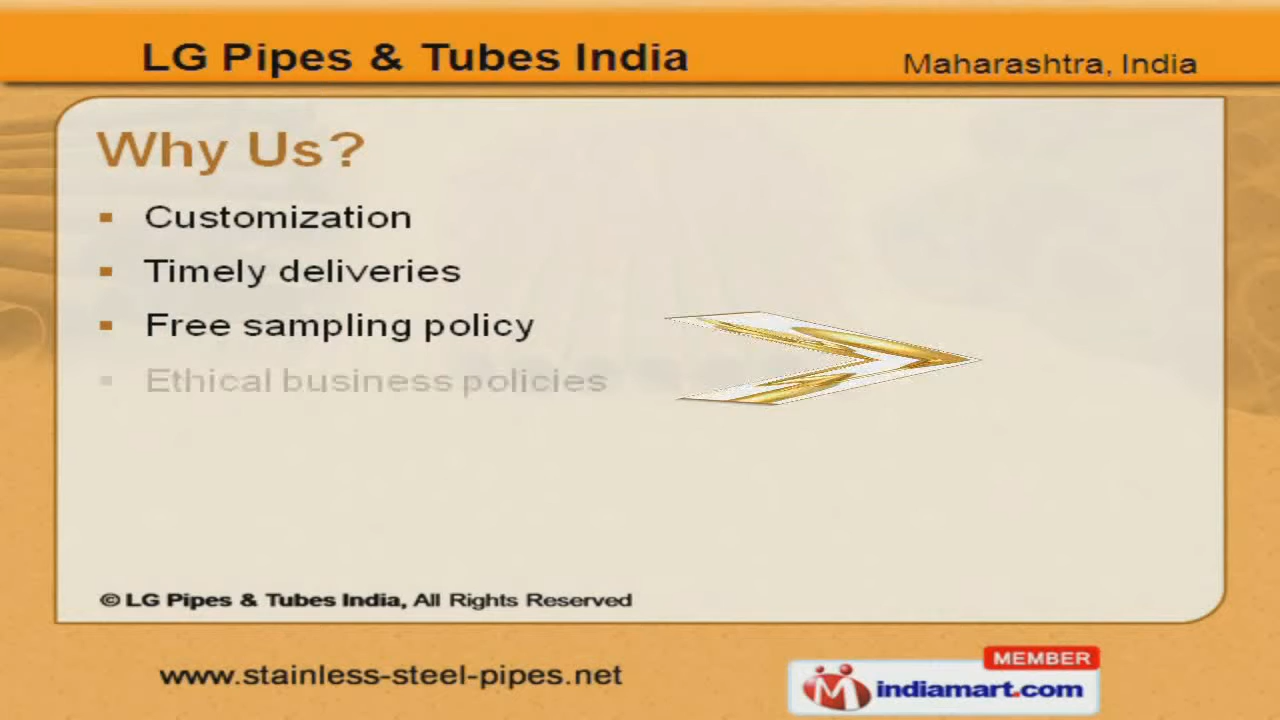 LG Pipes & Tubes India
Maharashtra, India
Why Us?
Customization
Timely deliveries
Free sampling policy
Ethical business policies
© LG Pipes & Tubes India, All Rights Reserved
www.stainless-steel-pipes.net
MEMBER
indiamart.com